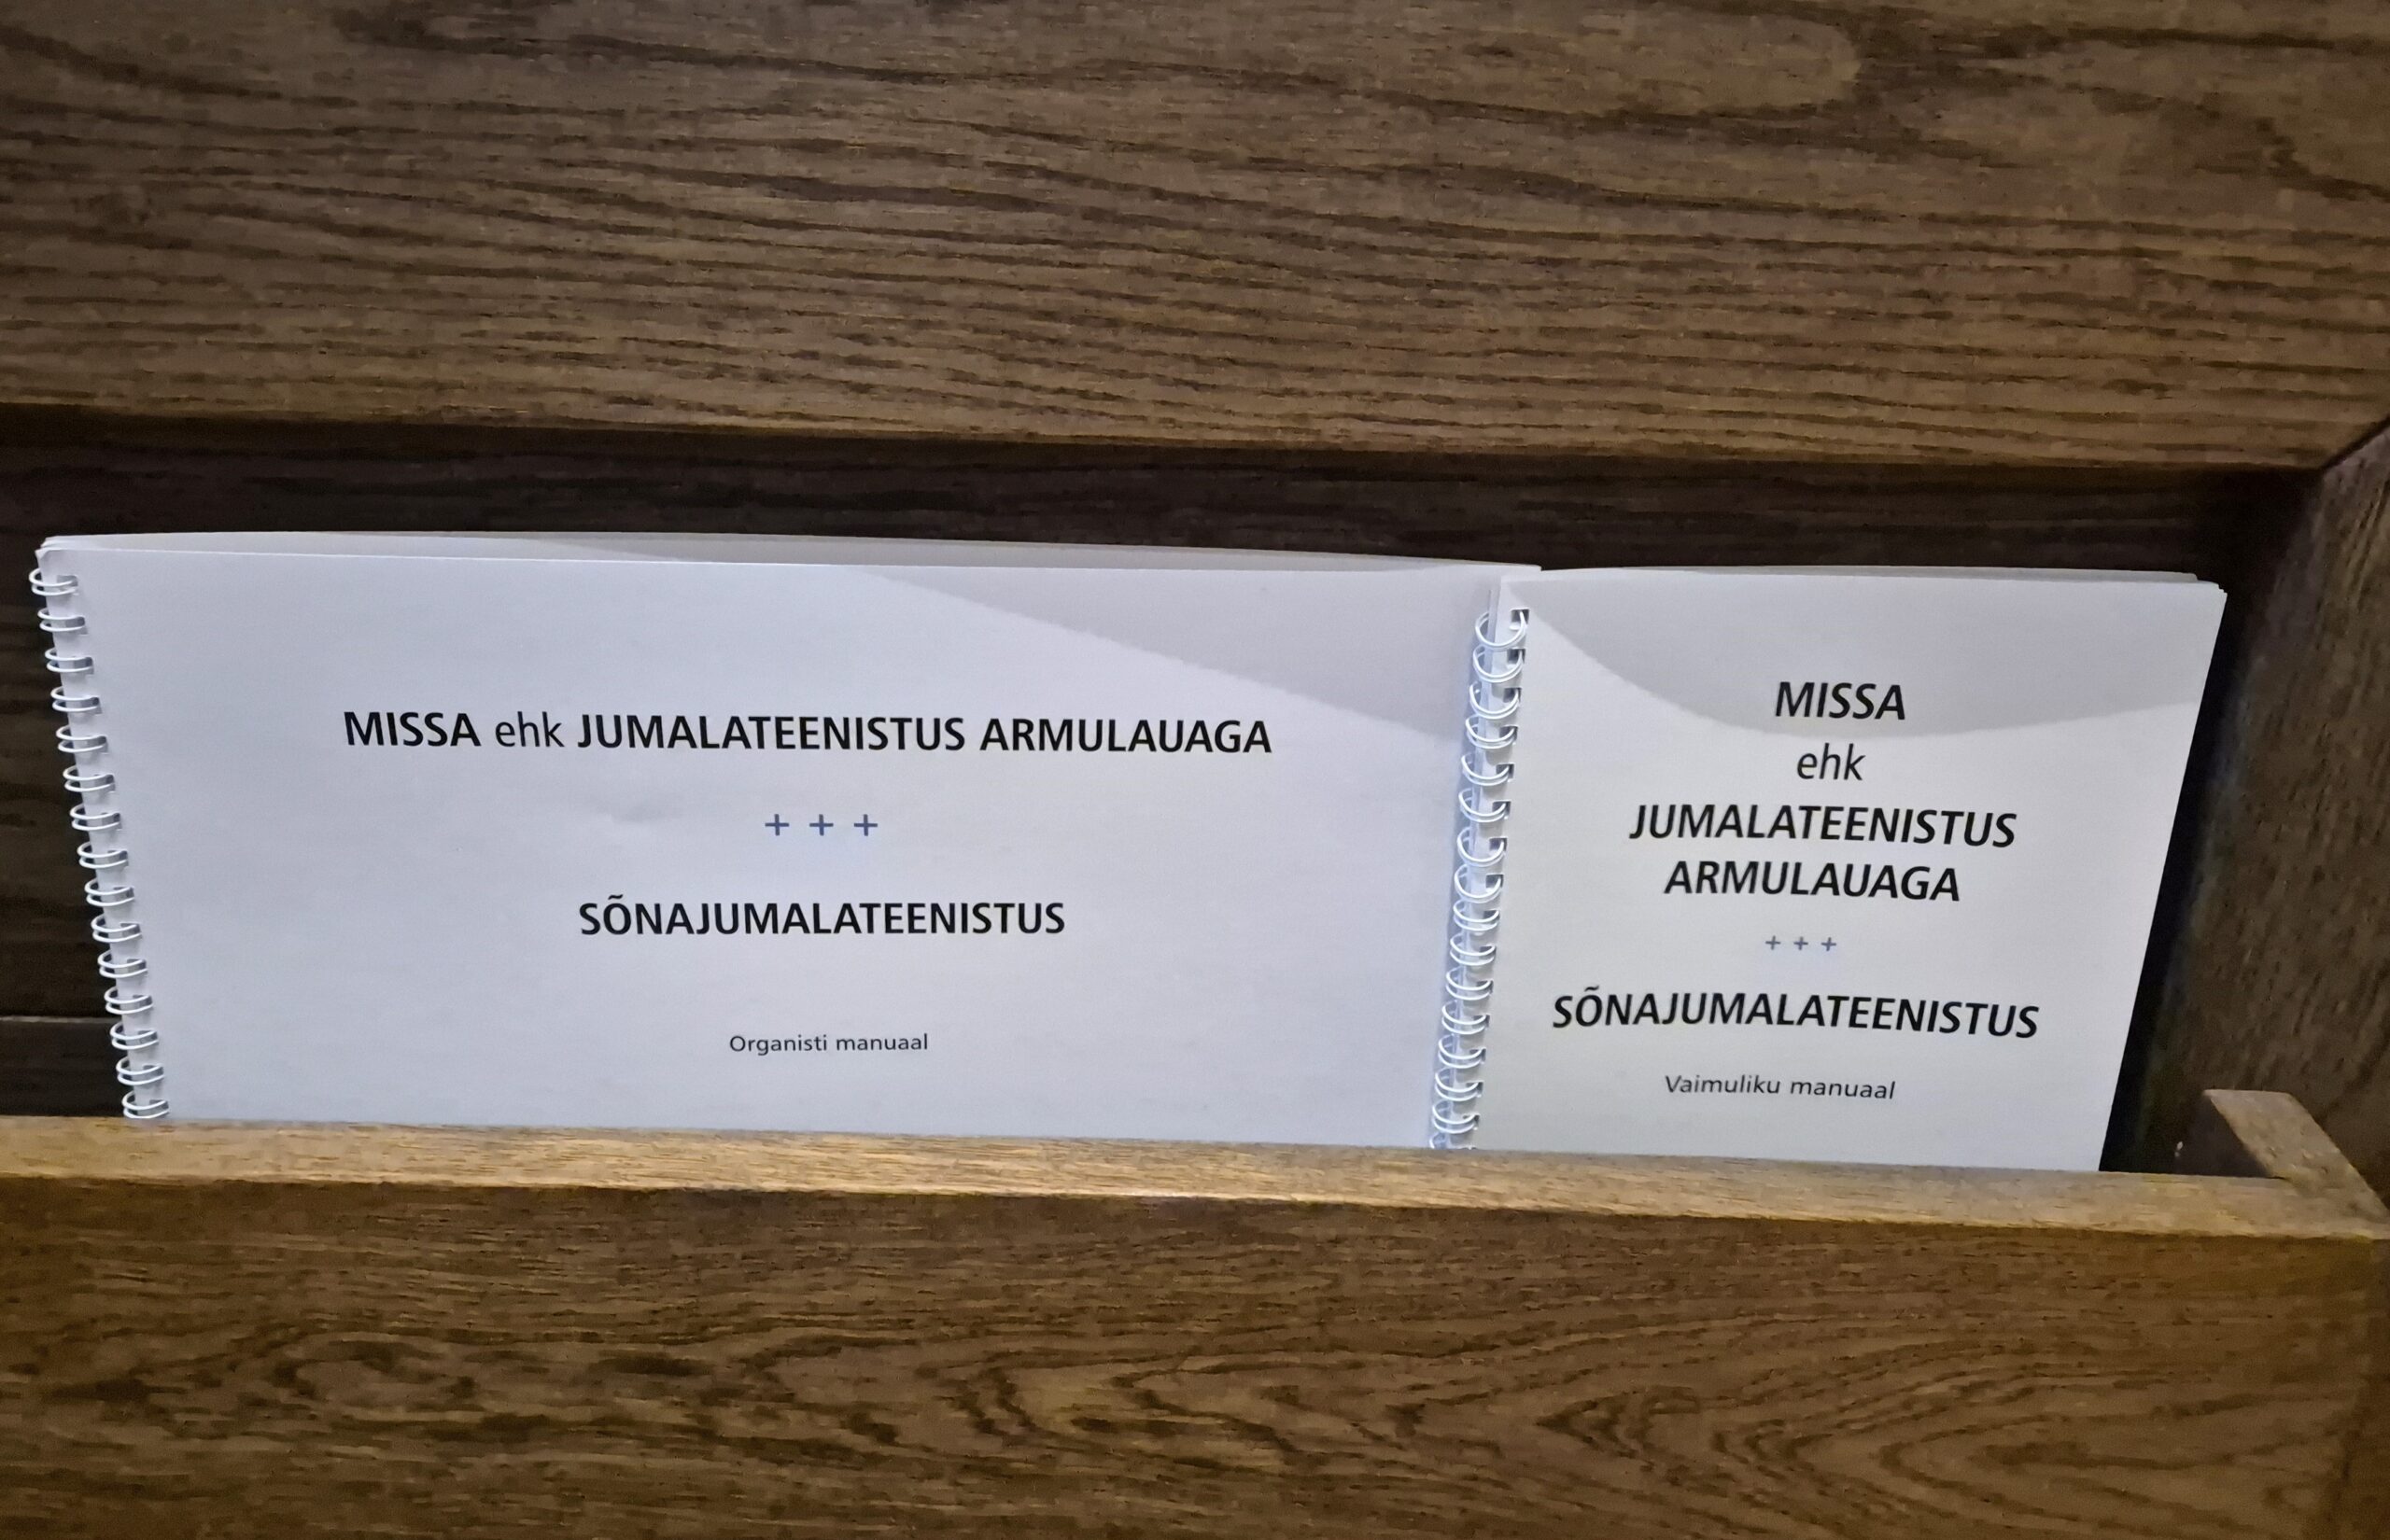 MISSA ehk JUMALATEENISTUS ARMULAUAGA
+ + +
SÕNAJUMALATEENISTUS
Organisti manuaal
MISSA
ehk
JUMALATEENISTUS
ARMULAUAGA
+ + +
SÕNAJUMALATEENISTUS
Vaimuliku manuaal